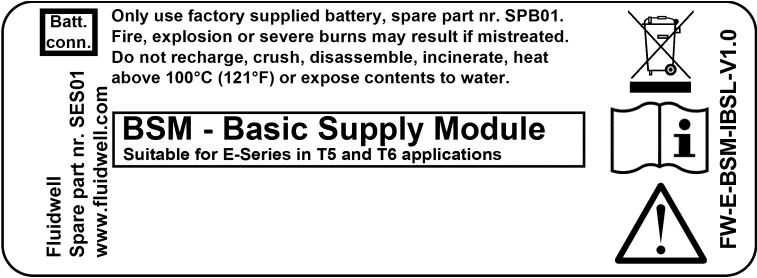 Batt.
conn.
Only use factory supplied battery, spare part nr. SPB01.
Fire, explosion or severe burns may result if mistreated.
Do not recharge, crush, disassemble, incinerate, heat
above 100°C (121°F) or expose contents to water.
BSM - Basic Supply Module
Suitable for E-Series in T5 and T6 applications
Fluidwell
Spare part nr. SES01
www.fluidwell.com
FW-E-BSM-IBSL-V1.0